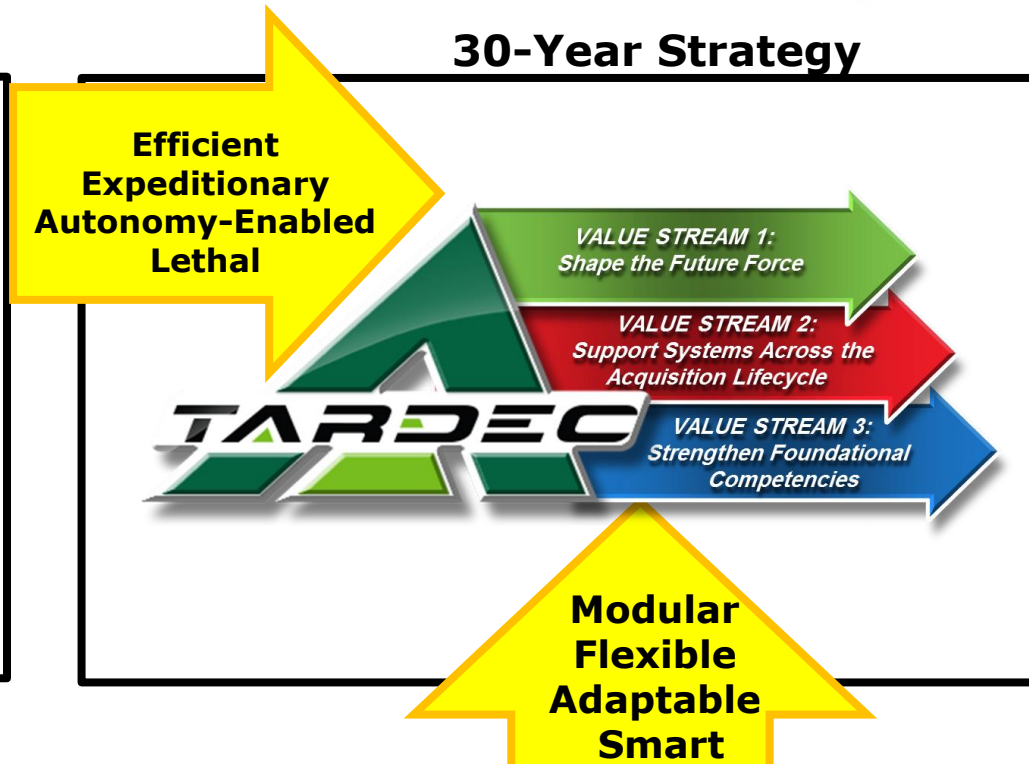 30-Year Strategy
Efficient
Expeditionary
Autonomy-Enabled
Lethal
VALUE STREAM 1:
Shape the Future Force
VALUE STREAM 2:
Support Systems Across the
Acquisition Lifecycle
TARDEC
VALUE STREAM 3:
Strengthen Foundational
Competencies
Modular
Flexible
Adaptable
Smart